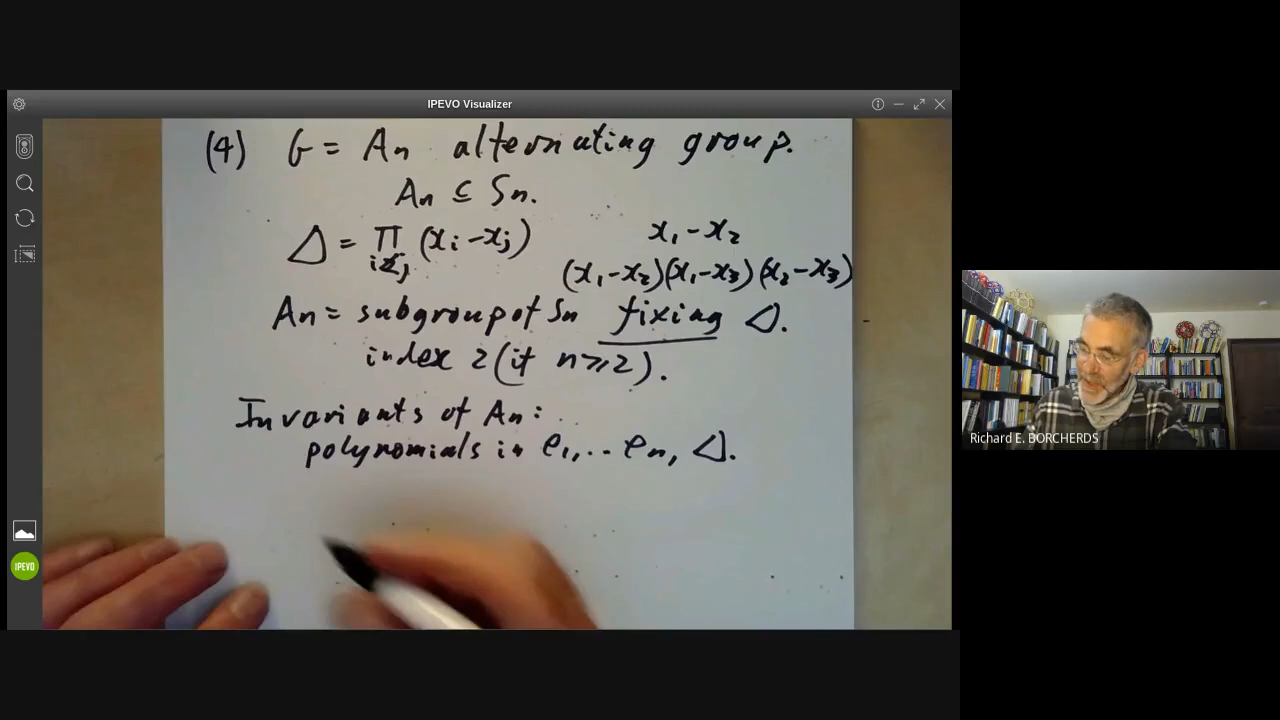 IPEVO Visualizer
(4) G = An alternating group.
An ⊆ Sn.
Δ = Π (xi - xj) x1 - x2
i<j (x1-x2)(x1-x3)(x2-x3)
An = subgroup of Sn fixing Δ.
index 2 (if n≥2).
Invariants of An:
polynomials in e1,.. en, Δ.
IPEVO
Richard E. BORCHERDS